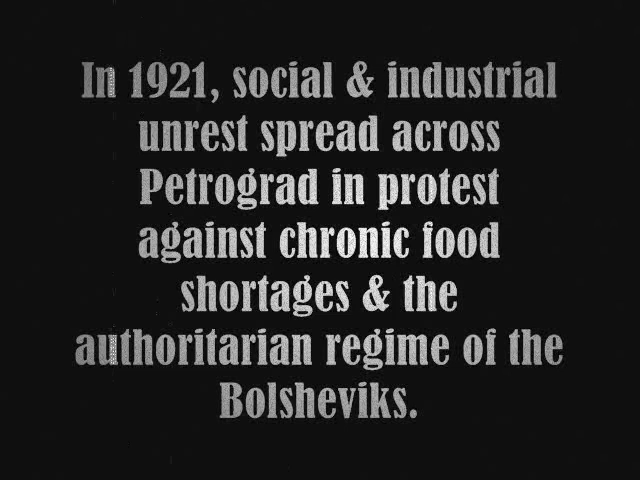 In 1921, social & industrial
unrest spread across
Petrograd in protest
against chronic food
shortages & the
authoritarian regime of the
Bolsheviks.